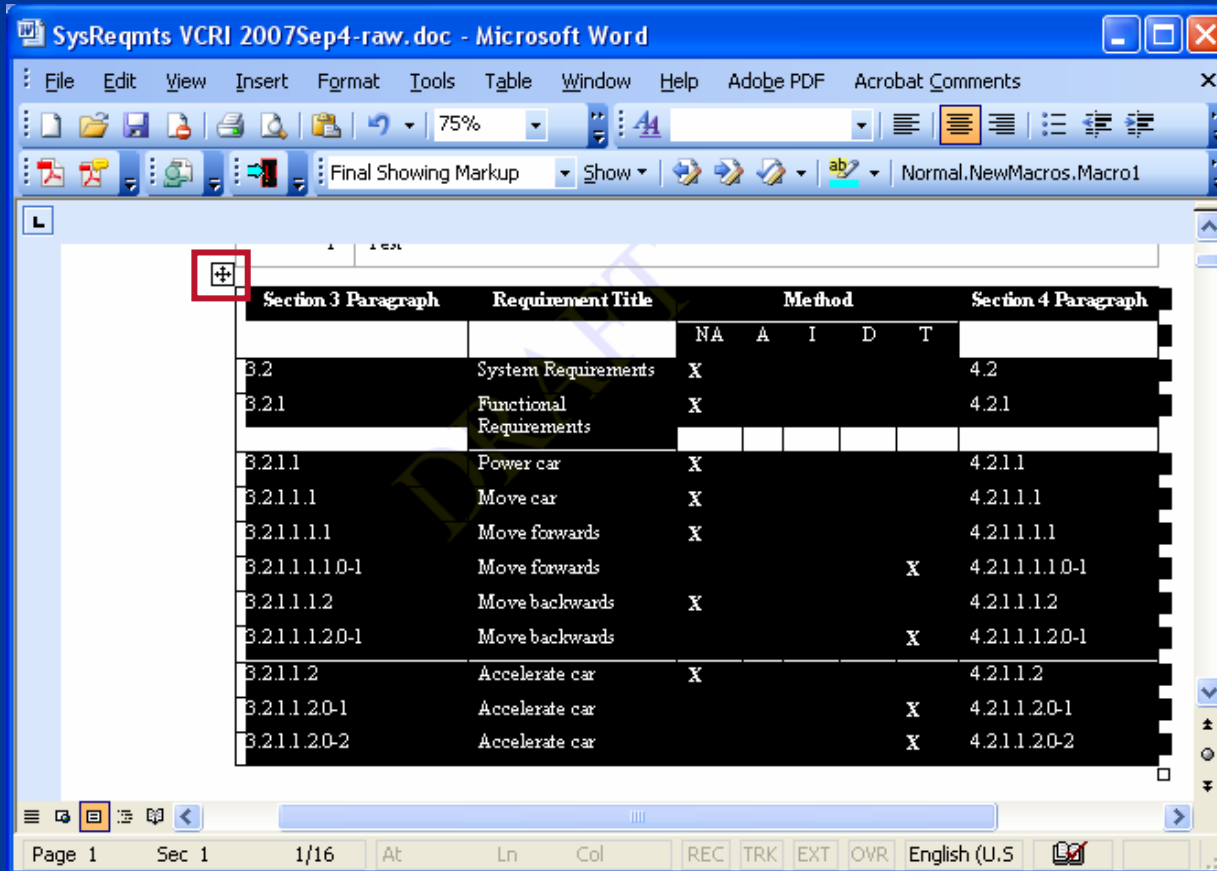 SysReqmts VCRI 2007Sep4-raw.doc - Microsoft Word
File Edit View Insert Format Tools Table Window Help Adobe PDF Acrobat Comments
75%
Final Showing Markup Show Normal.NewMacros.Macro1
1 Test
Section 3 Paragraph Requirement Title Method Section 4 Paragraph
NA A I D T
3.2 System Requirements X 4.2
3.2.1 Functional X 4.2.1
Requirements
3.2.1.1 Power car X 4.2.1.1
3.2.1.1.1 Move car X 4.2.1.1.1
3.2.1.1.1.1 Move forwards X 4.2.1.1.1.1
3.2.1.1.1.1.0-1 Move forwards X 4.2.1.1.1.1.0-1
3.2.1.1.1.2 Move backwards X 4.2.1.1.1.2
3.2.1.1.1.2.0-1 Move backwards X 4.2.1.1.1.2.0-1
3.2.1.1.2 Accelerate car X 4.2.1.1.2
3.2.1.1.2.0-1 Accelerate car X 4.2.1.1.2.0-1
3.2.1.1.2.0-2 Accelerate car X 4.2.1.1.2.0-2
DRAFT
Page 1 Sec 1 1/16 At Ln Col REC TRK EXT OVR English (U.S